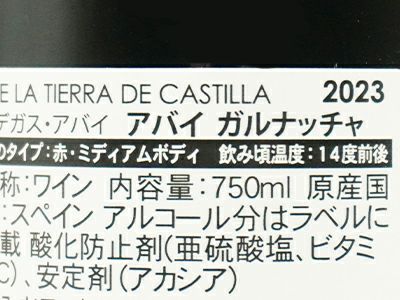 E LA TIERRA DE CASTILLA 2023
デガス・アバイ アバイ ガルナッチャ
のタイプ:赤・ミディアムボディ 飲み頃温度:14度前後
称:ワイン 内容量:750ml 原産国
:スペイン アルコール分はラベルに
載 酸化防止剤(亜硫酸塩、ビタミ
C)、安定剤(アカシア)